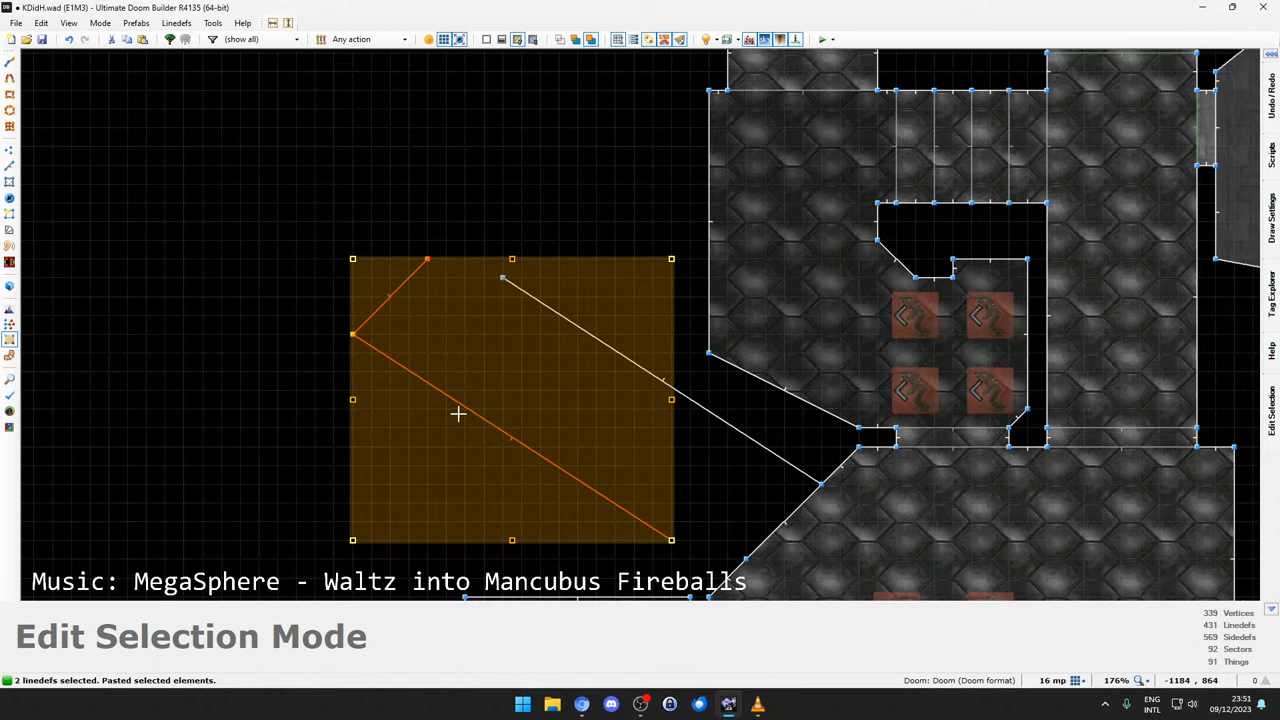 KDidH.wad (E1M3) - Ultimate Doom Builder R4135 (64-bit)
File Edit View Mode Prefabs Linedefs Tools Help
(show all) Any action
Undo / Redo
Scripts
Draw Settings
Tag Explorer
Help
Edit Selection
Music: MegaSphere - Waltz into Mancubus Fireballs
Edit Selection Mode
339 Vertices
431 Linedefs
569 Sidedefs
92 Sectors
91 Things
2 linedefs selected. Pasted selected elements.
Doom: Doom (Doom format) 16 mp 176% -1184 , 864 0
ENG
INTL
23:51
09/12/2023